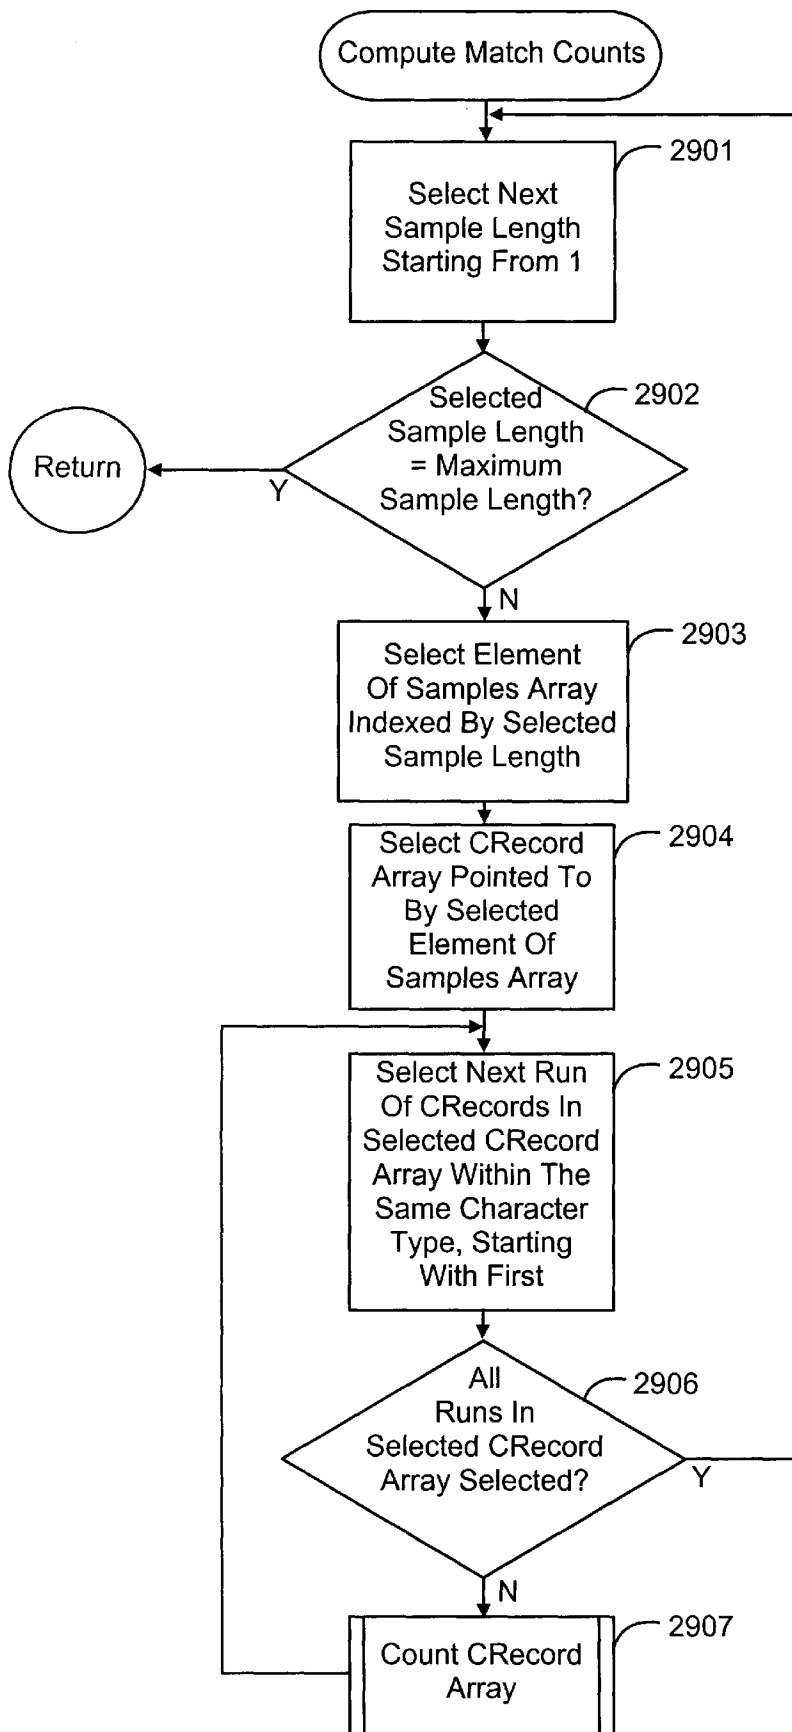 Compute Match Counts
2901
Select Next
Sample Length
Starting From 1
2902
Selected
Sample Length
= Maximum
Sample Length?
Return
Y
N
2903
Select Element
Of Samples Array
Indexed By Selected
Sample Length
2904
Select CRecord
Array Pointed To
By Selected
Element Of
Samples Array
2905
Select Next Run
Of CRecords In
Selected CRecord
Array Within The
Same Character
Type, Starting
With First
2906
All
Runs In
Selected CRecord
Array Selected?
Y
N
2907
Count CRecord
Array